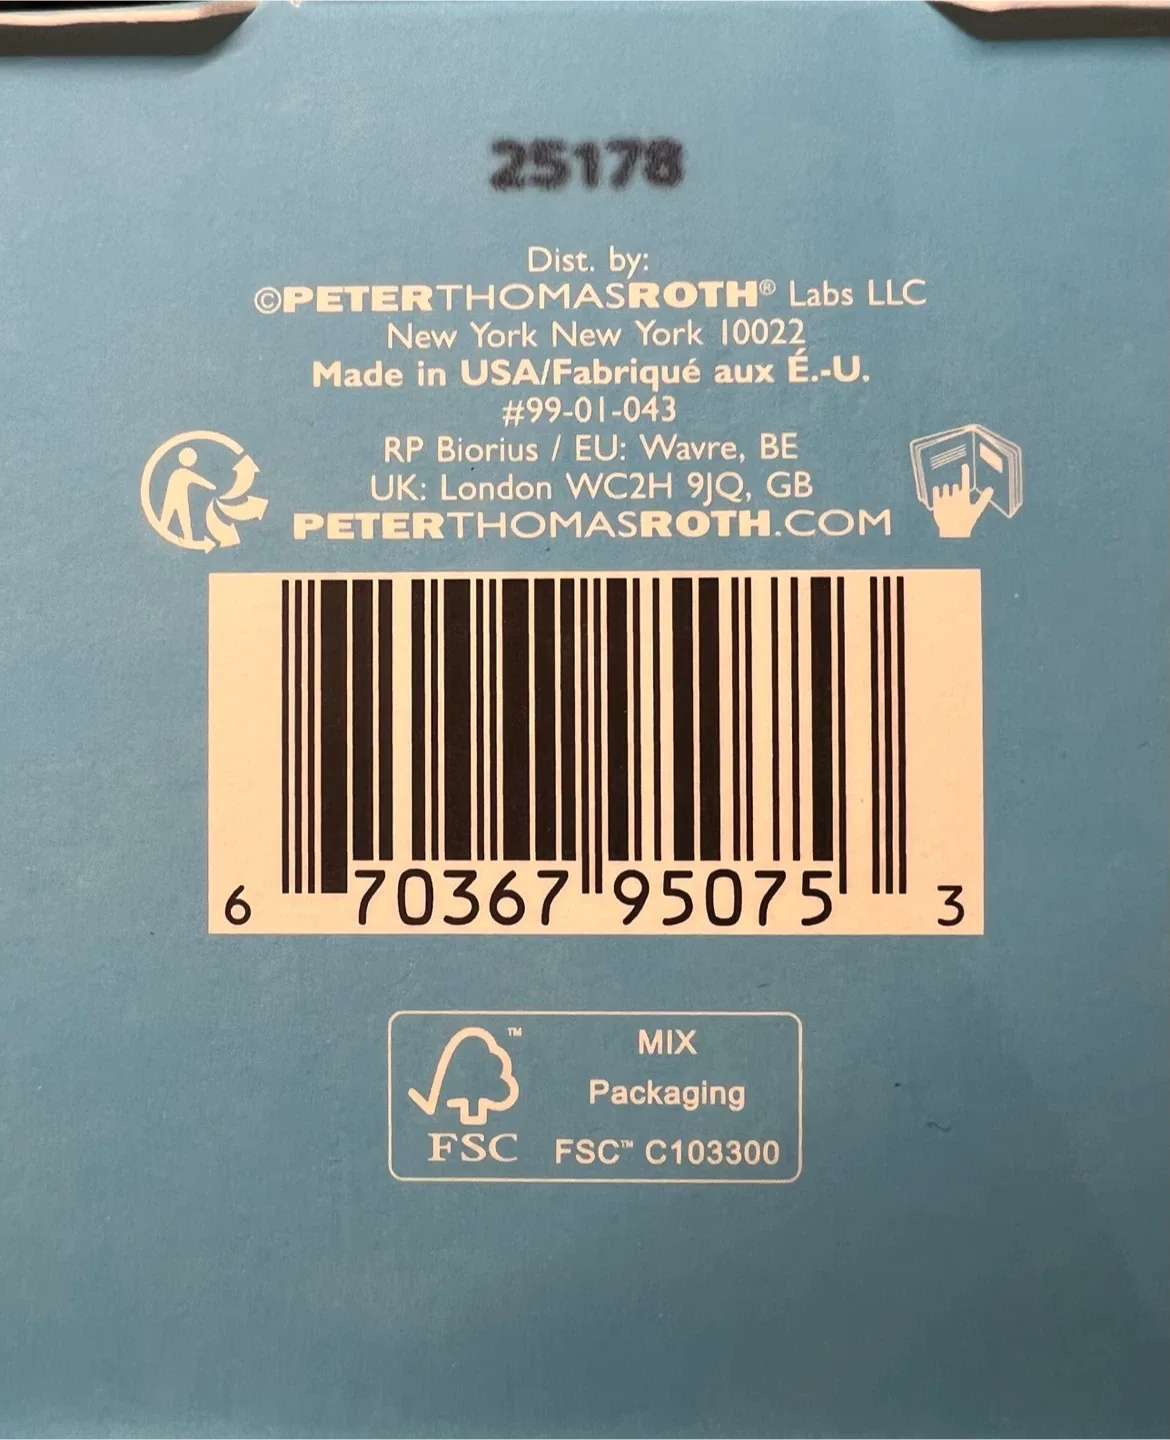 25178
Dist. by:
©PETERTHOMASROTH® Labs LLC
New York New York 10022
Made in USA/Fabriqué aux É.-U.
#99-01-043
RP Biorius / EU: Wavre, BE
UK: London WC2H 9JQ, GB
PETERTHOMASROTH.COM
6 70367 95075 3
MIX
Packaging
FSC™ C103300
™
FSC